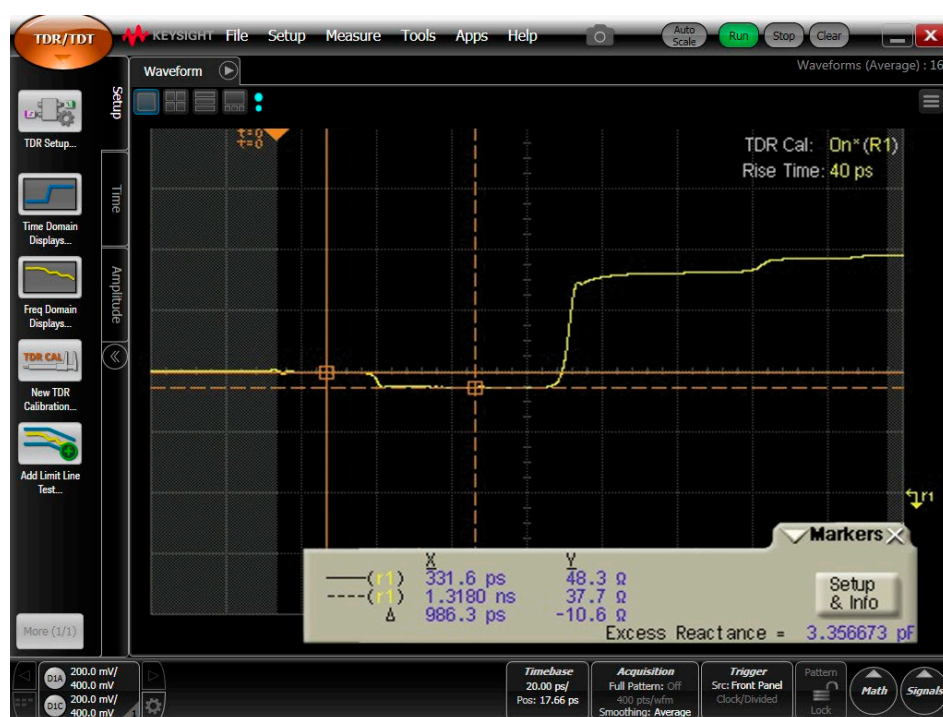 TDR/TDT
KEYSIGHT File Setup Measure Tools Apps Help
Auto Scale
Run
Stop
Clear
Waveform
Waveforms (Average) : 16
Setup
Time
Amplitude
TDR Setup...
Time Domain
Displays...
Freq Domain
Displays...
TDR CAL
New TDR
Calibration...
Add Limit Line
Test...
More (1/1)
TDR Cal: On*(R1)
Rise Time: 40 ps
r1
Markers
X Y
(r1) 331.6 ps 48.3 Ω
(r1) 1.3180 ns 37.7 Ω
Δ 986.3 ps -10.6 Ω
Setup
& Info
Excess Reactance = 3.356673 pF
D1A 200.0 mV/
400.0 mV
D1C 200.0 mV/
400.0 mV
1
Timebase
20.00 ps/
Pos: 17.66 ps
Acquisition
Full Pattern: Off
400 pts/wfm
Smoothing: Average
Trigger
Src: Front Panel
Clock/Divided
Pattern
Lock
Math
Signals